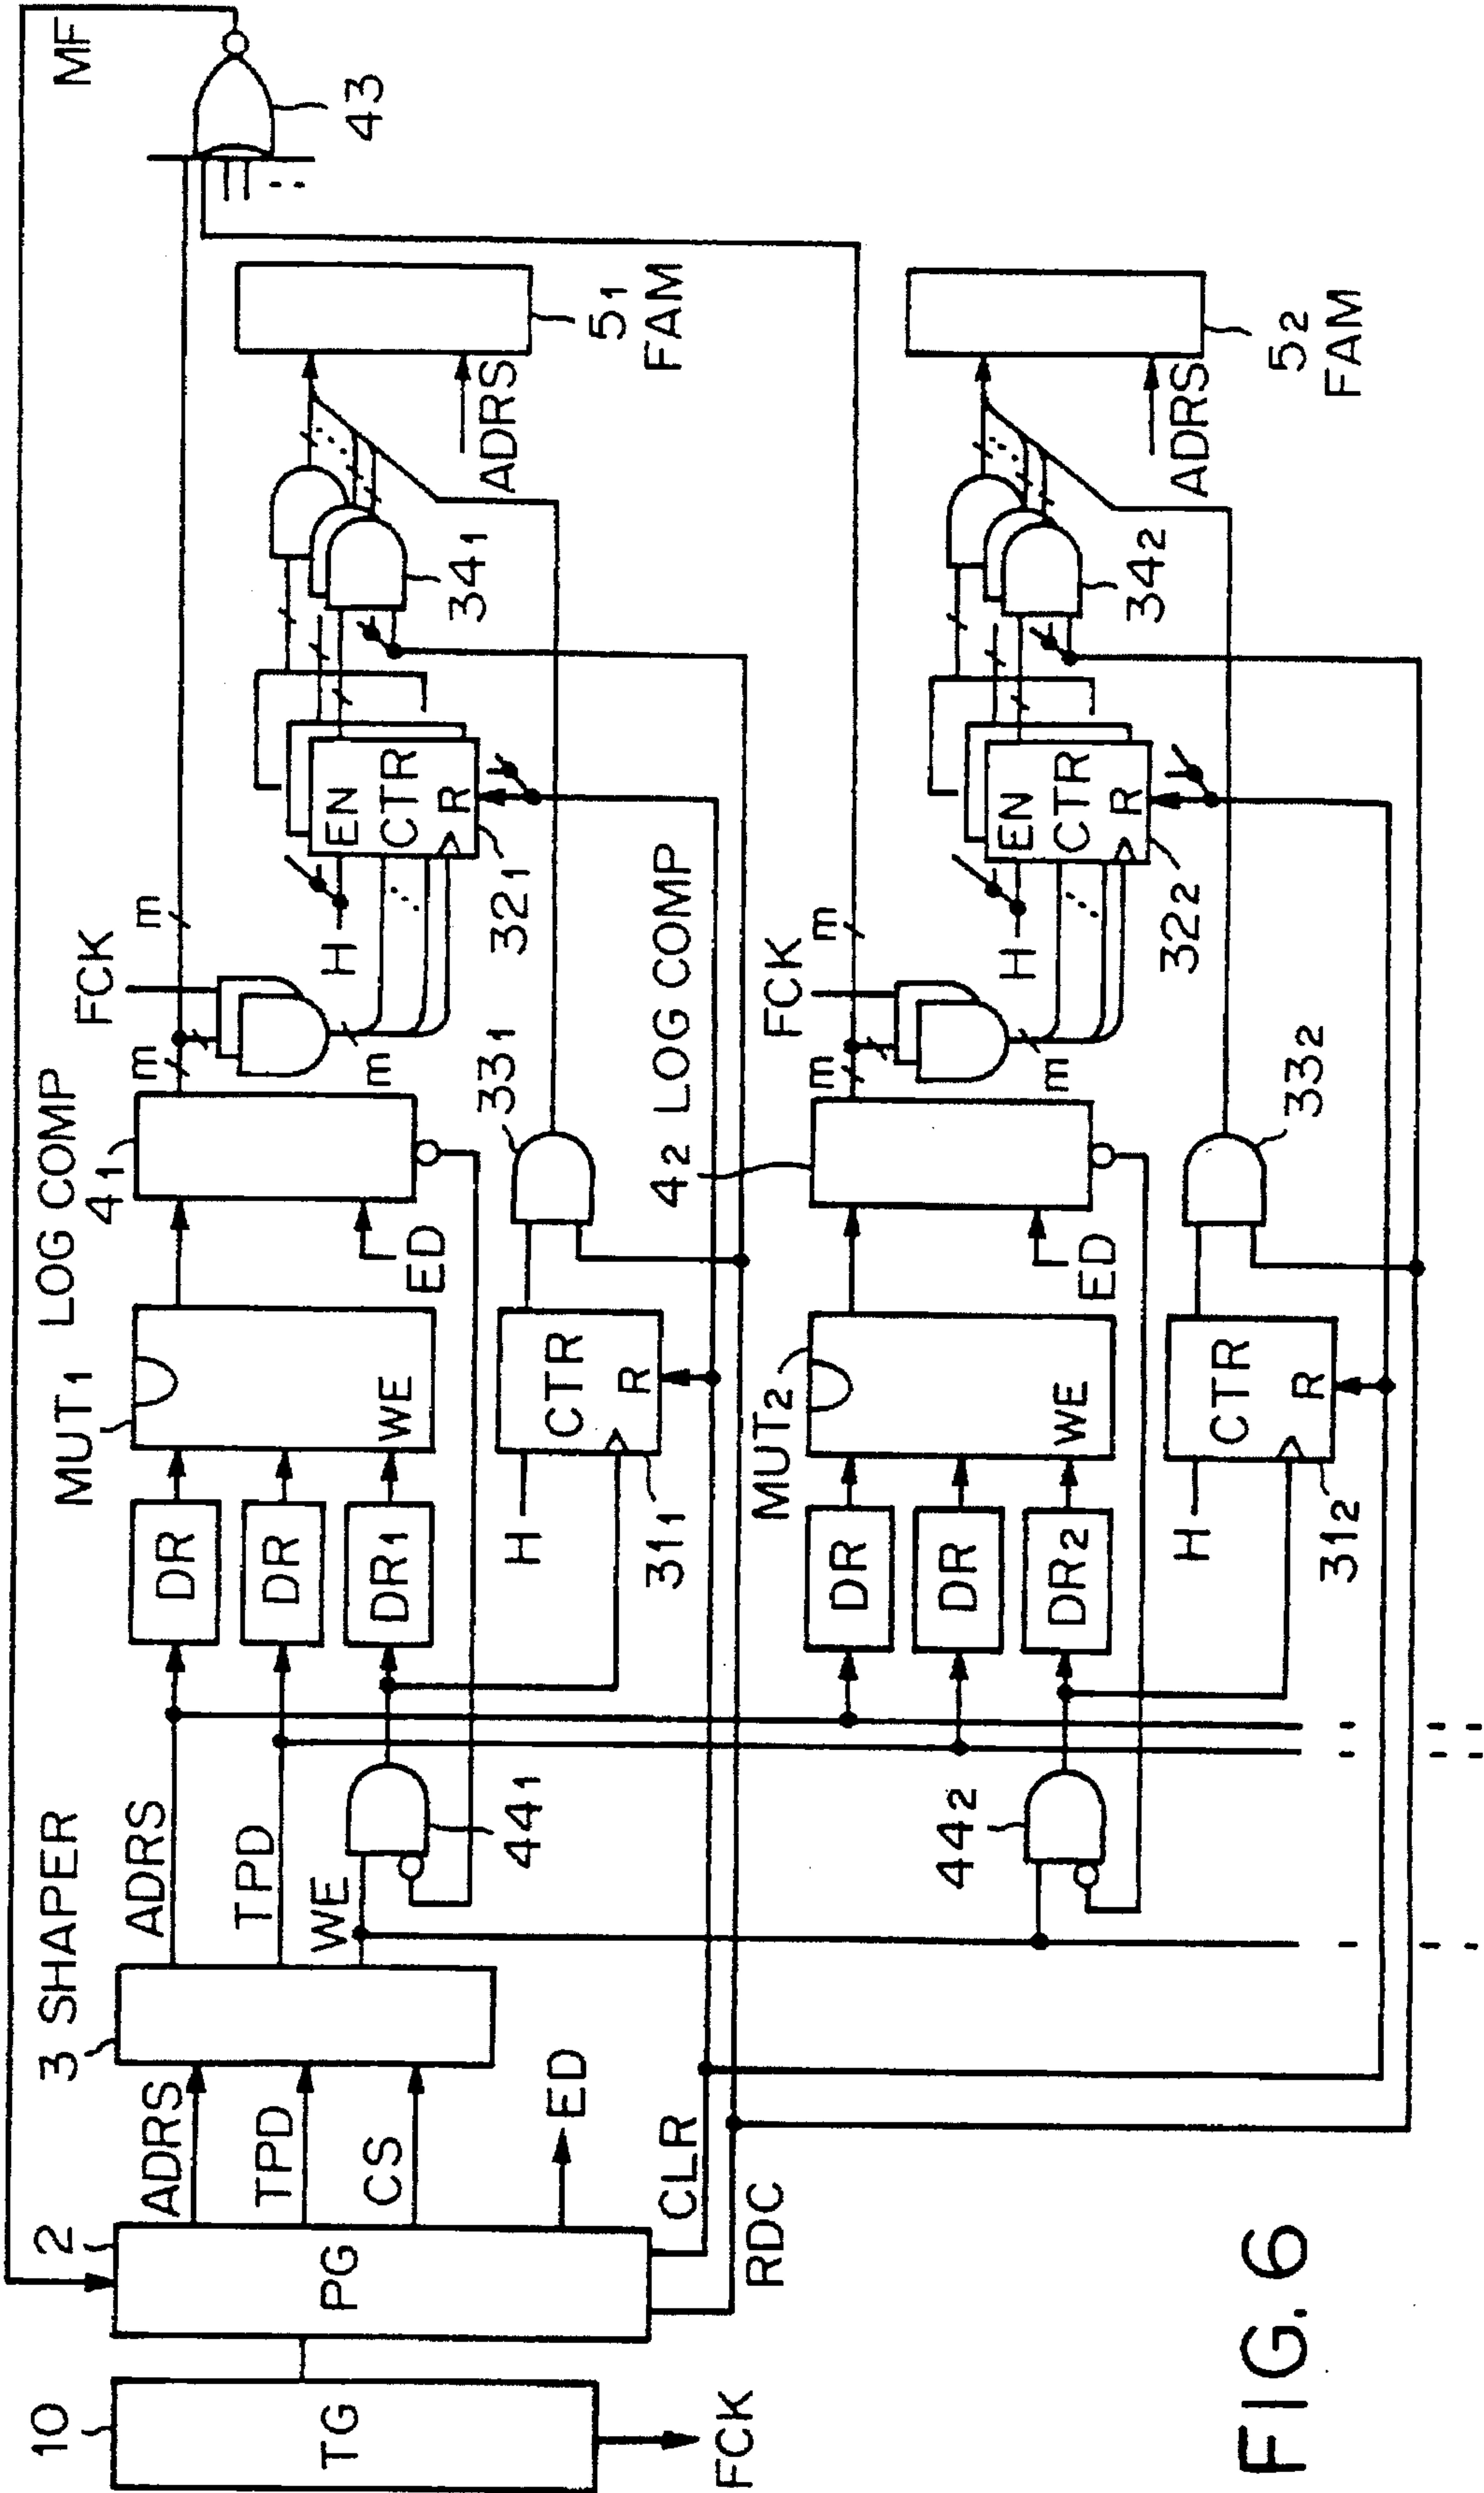 FIG. 6
10
TG
FCK
2
PG
ADRS
TPD
CS
ED
CLR
RDC
3 SHAPER
ADRS
TPD
WE
44₁
DR
DR
DR₁
MUT₁
WE
H
CTR
R
31₁
4₁ LOG COMP
ED
33₁
m
FCK
m
m
H
EN
CTR
R
32₁
34₁
ADRS
5₁
FAM
43
MF
44₂
DR
DR
DR₂
MUT₂
WE
H
CTR
R
31₂
4₂ LOG COMP
ED
33₂
m
FCK
m
m
H
EN
CTR
R
32₂
34₂
ADRS
5₂
FAM